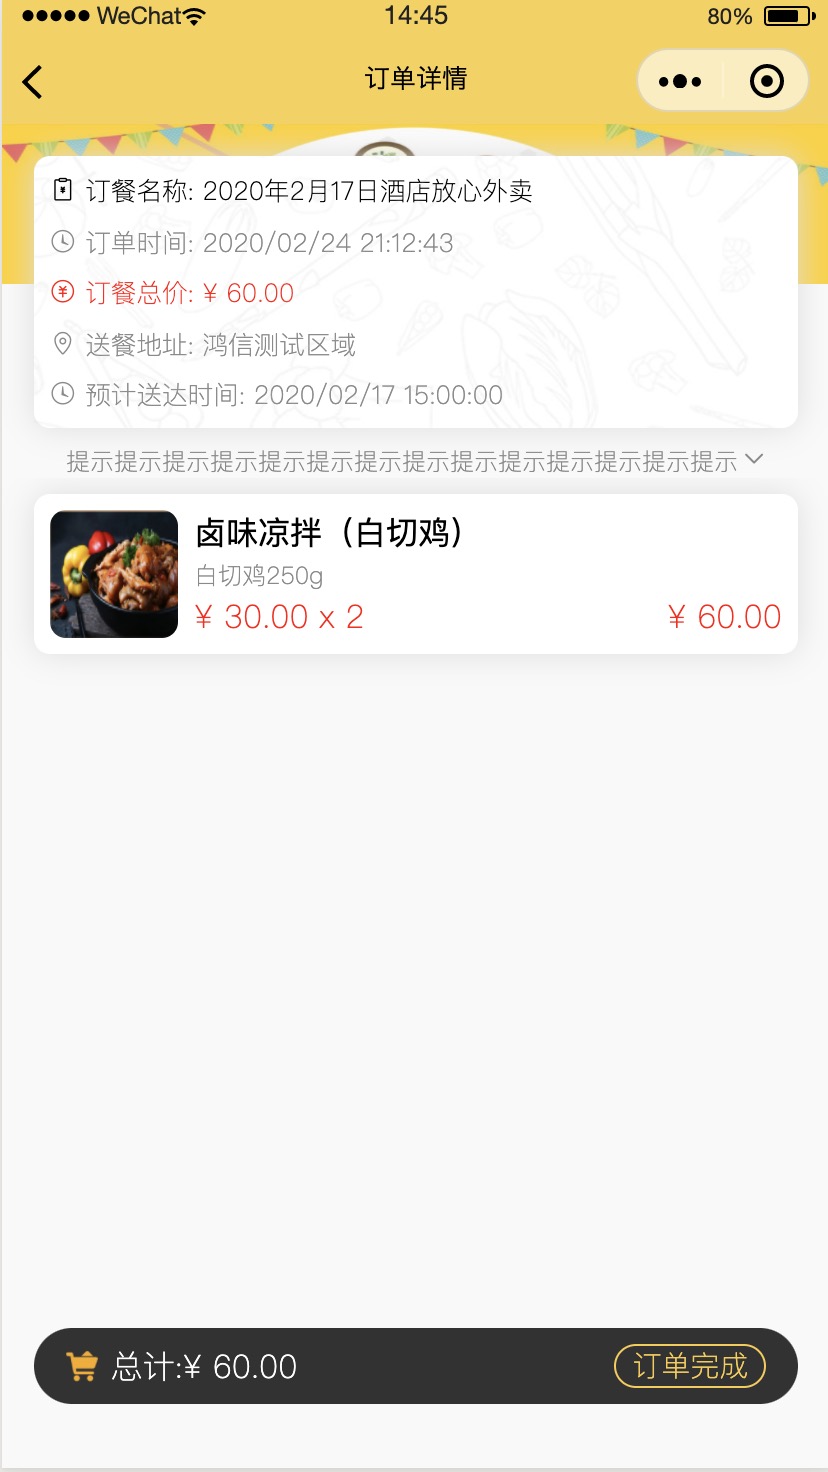 ●●●●● WeChat 14:45 80%
订单详情
订餐名称: 2020年2月17日酒店放心外卖
订单时间: 2020/02/24 21:12:43
订餐总价: ¥ 60.00
送餐地址: 鸿信测试区域
预计送达时间: 2020/02/17 15:00:00
提示提示提示提示提示提示提示提示提示提示提示提示提示提示
卤味凉拌（白切鸡）
白切鸡250g
¥ 30.00 x 2 ¥ 60.00
总计:¥ 60.00 订单完成